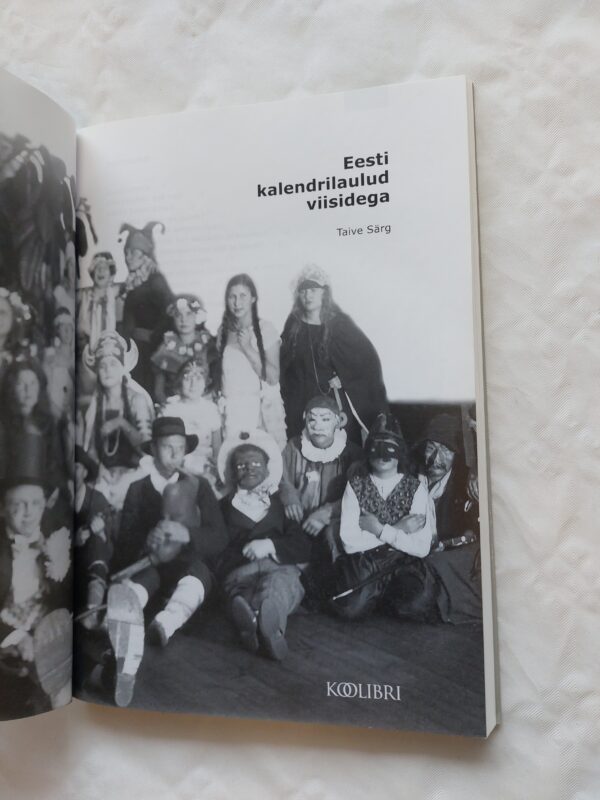 Eesti
kalendrilaulud
viisidega
Taive Särg
KOOLIBRI